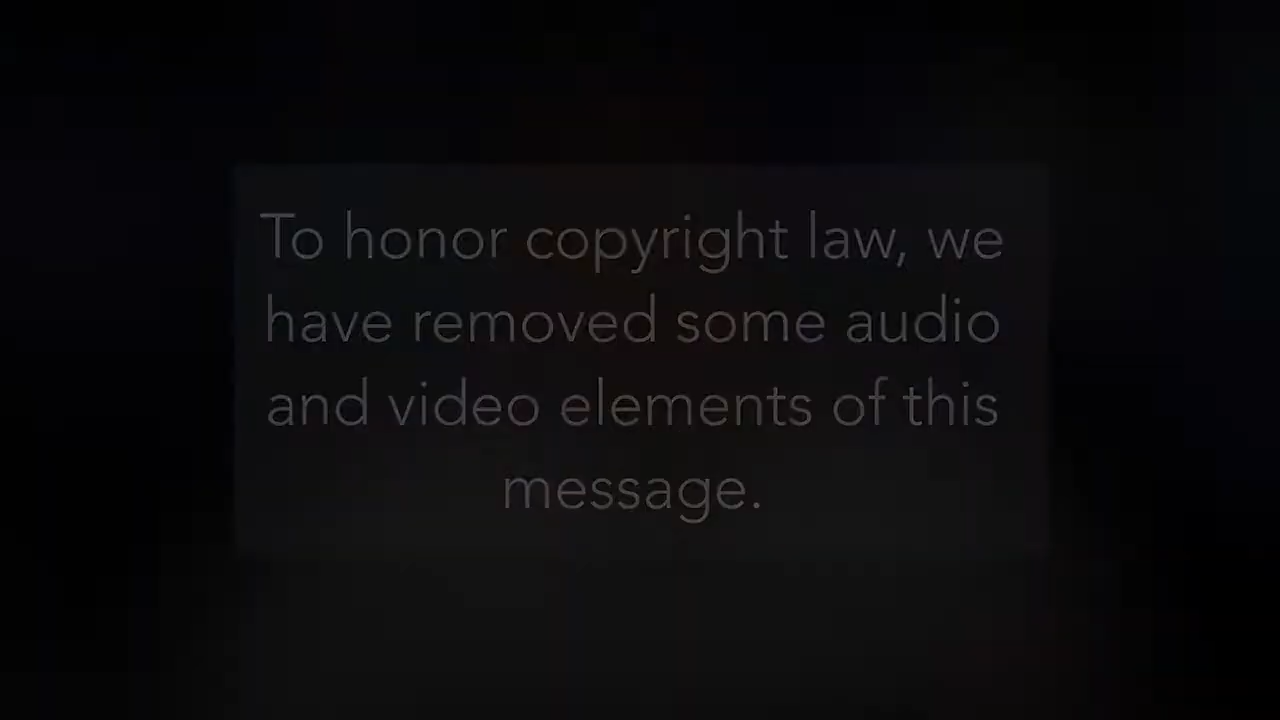 To honor copyright law, we
have removed some audio
and video elements of this
message.